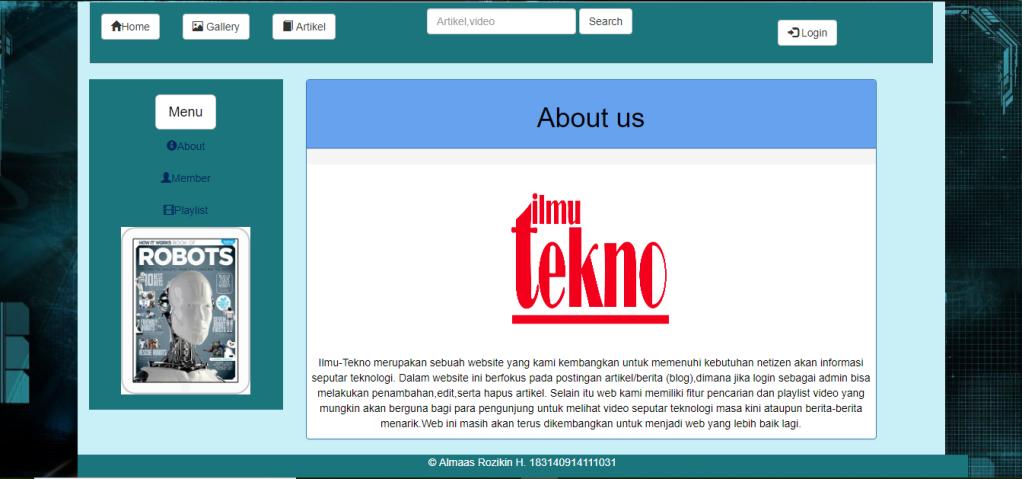 Home Gallery Artikel Artikel,video Search Login
Menu
About
Member
Playlist
HOW IT WORKS BOOK OF
ROBOTS
About us
ilmu
tekno
Ilmu-Tekno merupakan sebuah website yang kami kembangkan untuk memenuhi kebutuhan netizen akan informasi
seputar teknologi. Dalam website ini berfokus pada postingan artikel/berita (blog),dimana jika login sebagai admin bisa
melakukan penambahan,edit,serta hapus artikel. Selain itu web kami memiliki fitur pencarian dan playlist video yang
mungkin akan berguna bagi para pengunjung untuk melihat video seputar teknologi masa kini ataupun berita-berita
menarik.Web ini masih akan terus dikembangkan untuk menjadi web yang lebih baik lagi.
© Almaas Rozikin H. 183140914111031